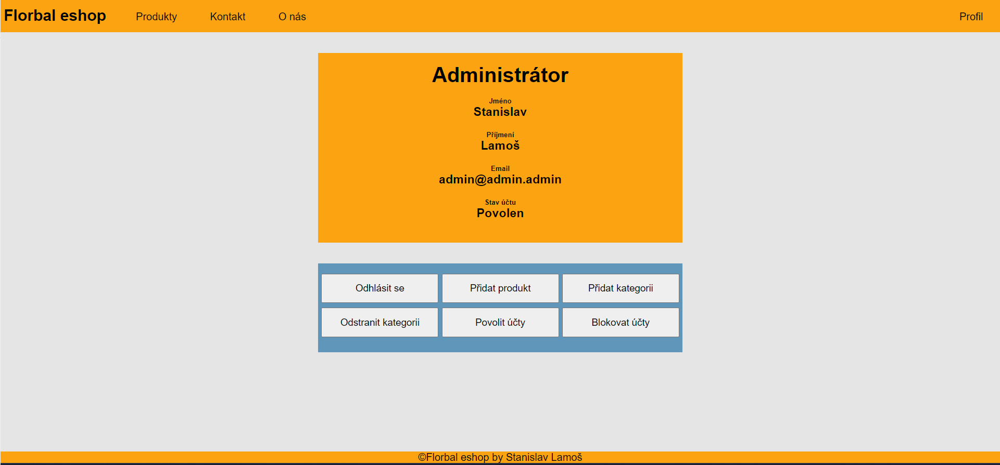 Florbal eshop Produkty Kontakt O nás Profil
Administrátor
Jméno
Stanislav
Příjmení
Lamoš
Email
admin@admin.admin
Stav účtu
Povolen
Odhlásit se Přidat produkt Přidat kategorii
Odstranit kategorii Povolit účty Blokovat účty
©Florbal eshop by Stanislav Lamoš